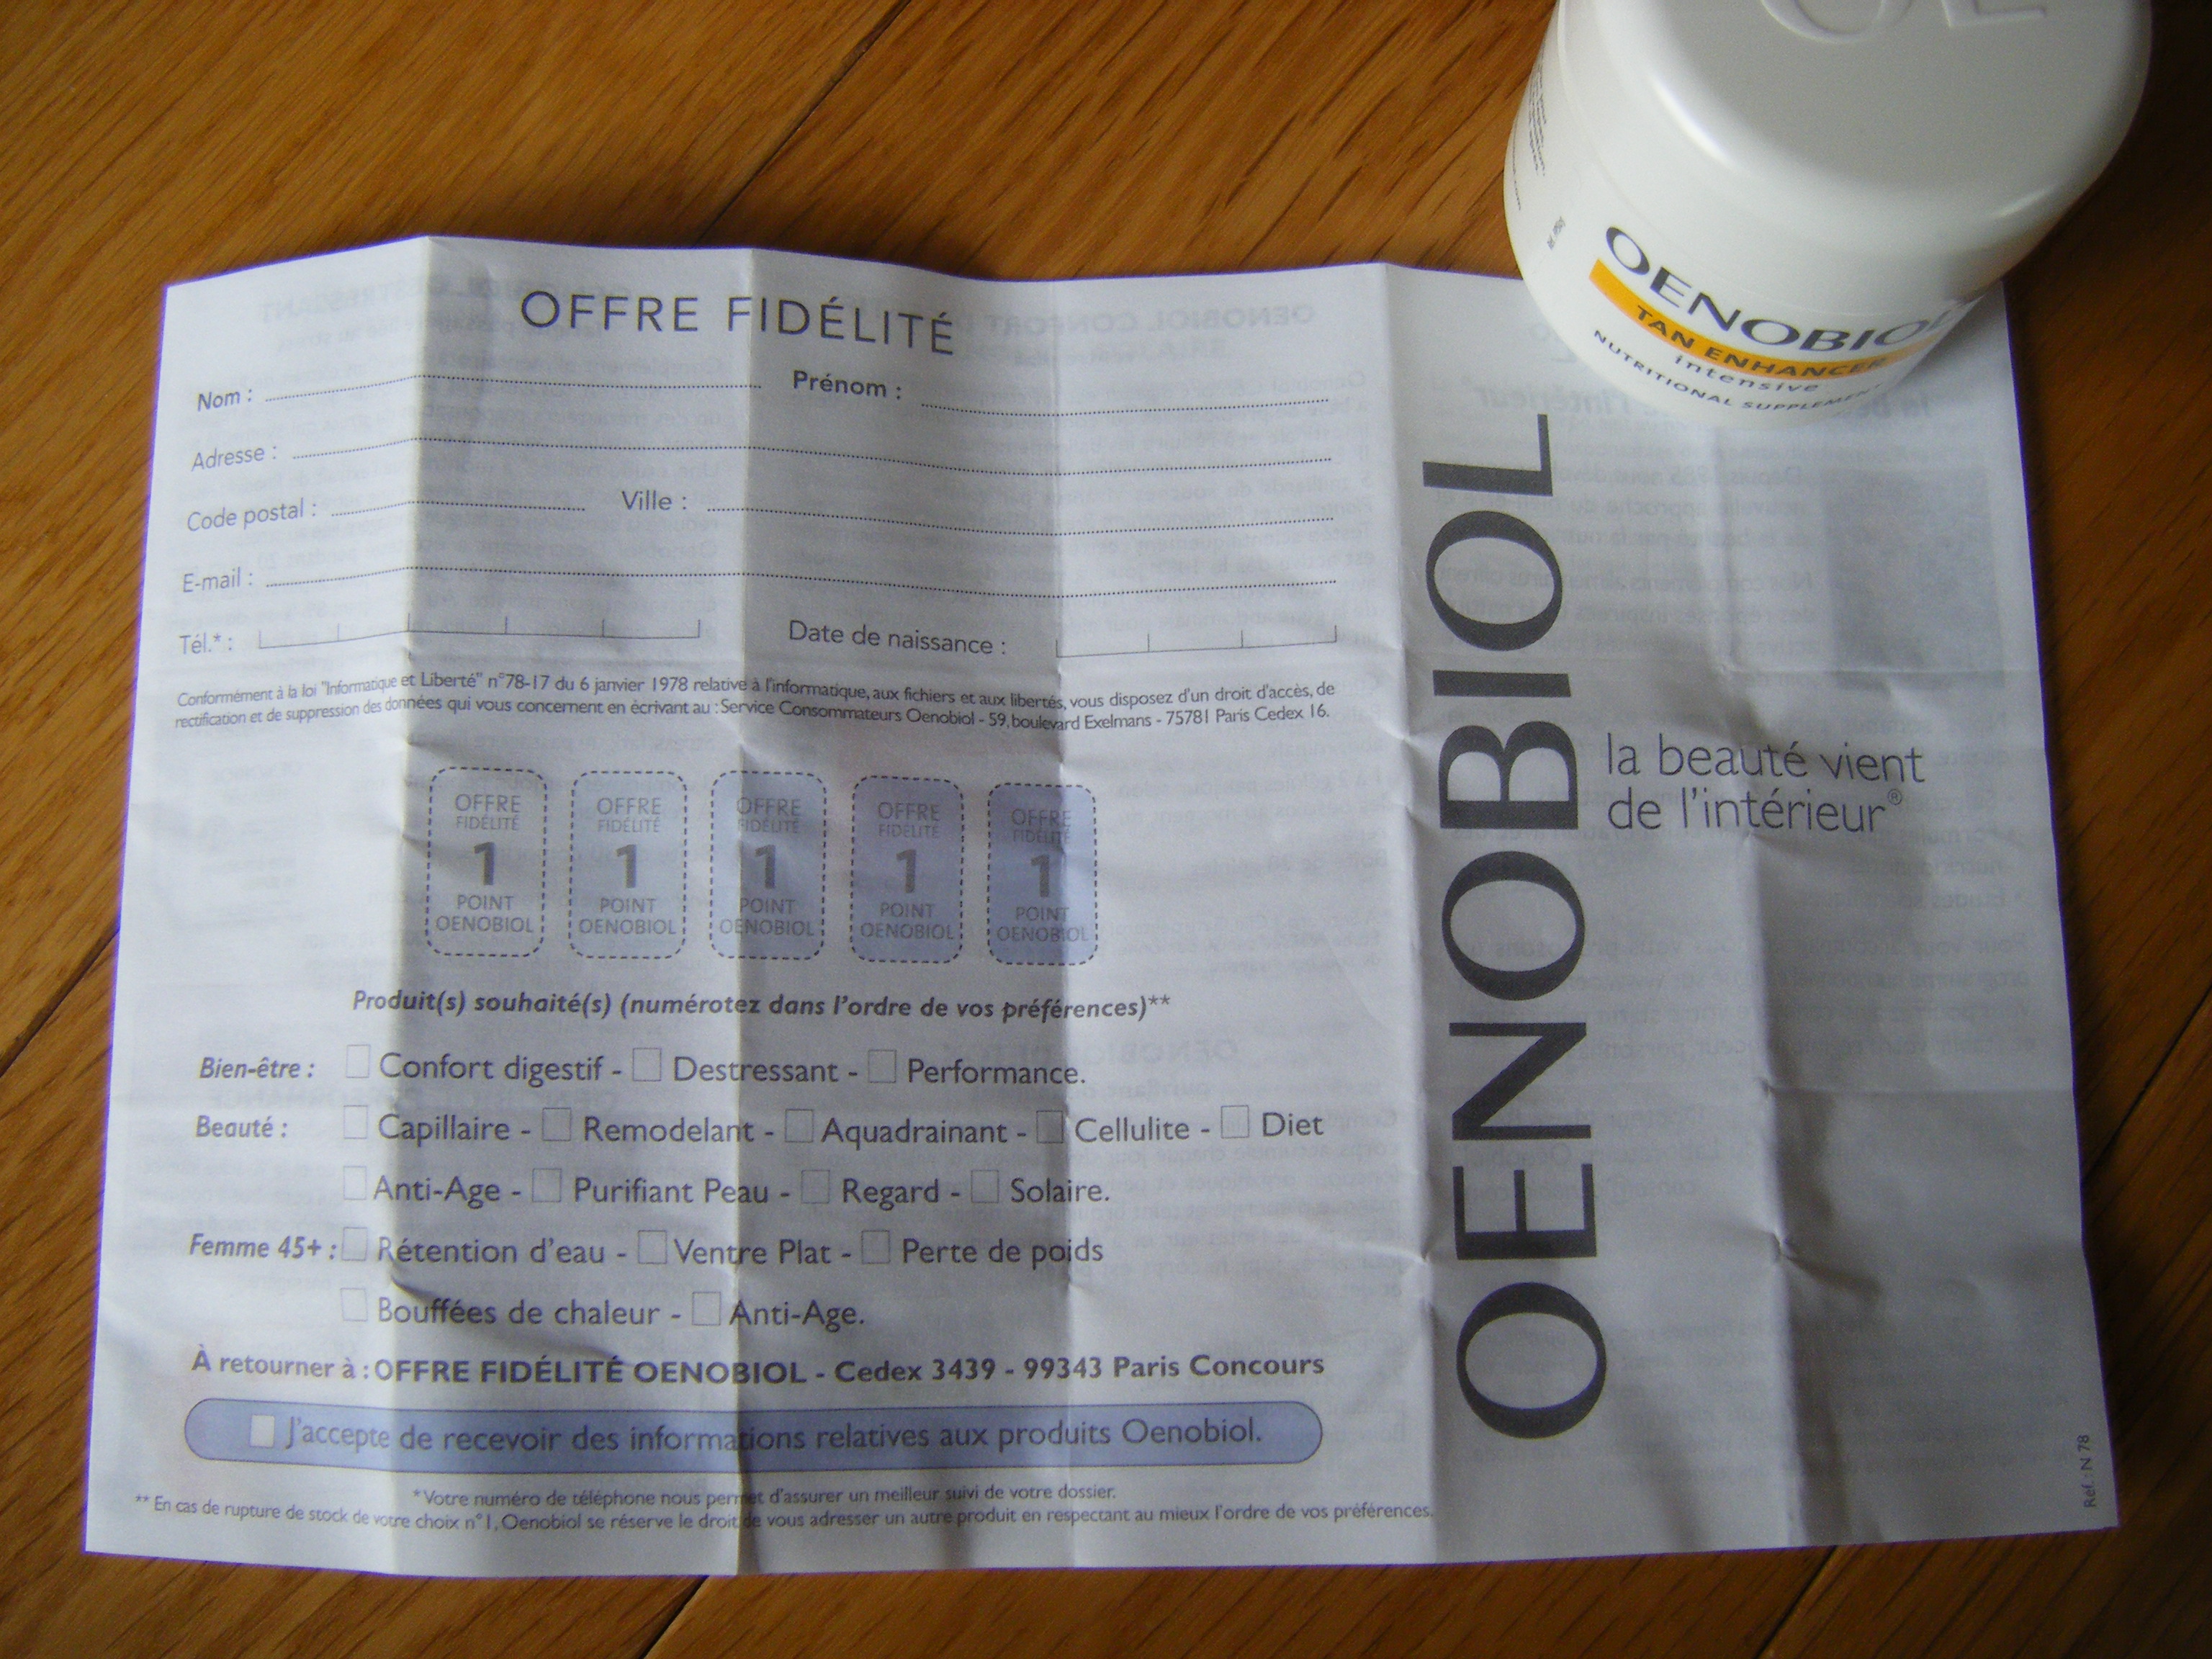 OFFRE FIDÉLITÉ
Nom : Prénom :
Adresse :
Code postal : Ville :
E-mail :
Tél.* : Date de naissance :
Conformément à la loi "Informatique et Liberté" n°78-17 du 6 janvier 1978 relative à l'informatique, aux fichiers et aux libertés, vous disposez d'un droit d'accès, de
rectification et de suppression des données qui vous concernent en écrivant au : Service Consommateurs Oenobiol - 59, boulevard Exelmans - 75781 Paris Cedex 16.
OFFRE FIDÉLITÉ 1 POINT OENOBIOL
OFFRE FIDÉLITÉ 1 POINT OENOBIOL
OFFRE FIDÉLITÉ 1 POINT OENOBIOL
OFFRE FIDÉLITÉ 1 POINT OENOBIOL
OFFRE FIDÉLITÉ 1 POINT OENOBIOL
Produit(s) souhaité(s) (numérotez dans l'ordre de vos préférences)**
Bien-être : Confort digestif - Destressant - Performance.
Beauté : Capillaire - Remodelant - Aquadrainant - Cellulite - Diet
Anti-Age - Purifiant Peau - Regard - Solaire.
Femme 45+ : Rétention d'eau - Ventre Plat - Perte de poids
Bouffées de chaleur - Anti-Age.
À retourner à : OFFRE FIDÉLITÉ OENOBIOL - Cedex 3439 - 99343 Paris Concours
J'accepte de recevoir des informations relatives aux produits Oenobiol.
*Votre numéro de téléphone nous permet d'assurer un meilleur suivi de votre dossier.
** En cas de rupture de stock de votre choix n°1, Oenobiol se réserve le droit de vous adresser un autre produit en respectant au mieux l'ordre de vos préférences.
OENOBIOL
la beauté vient
de l'intérieur®
Réf. : N 78
OENOBIOL
TAN ENHANCER
intensive
NUTRITIONAL SUPPLEMENT